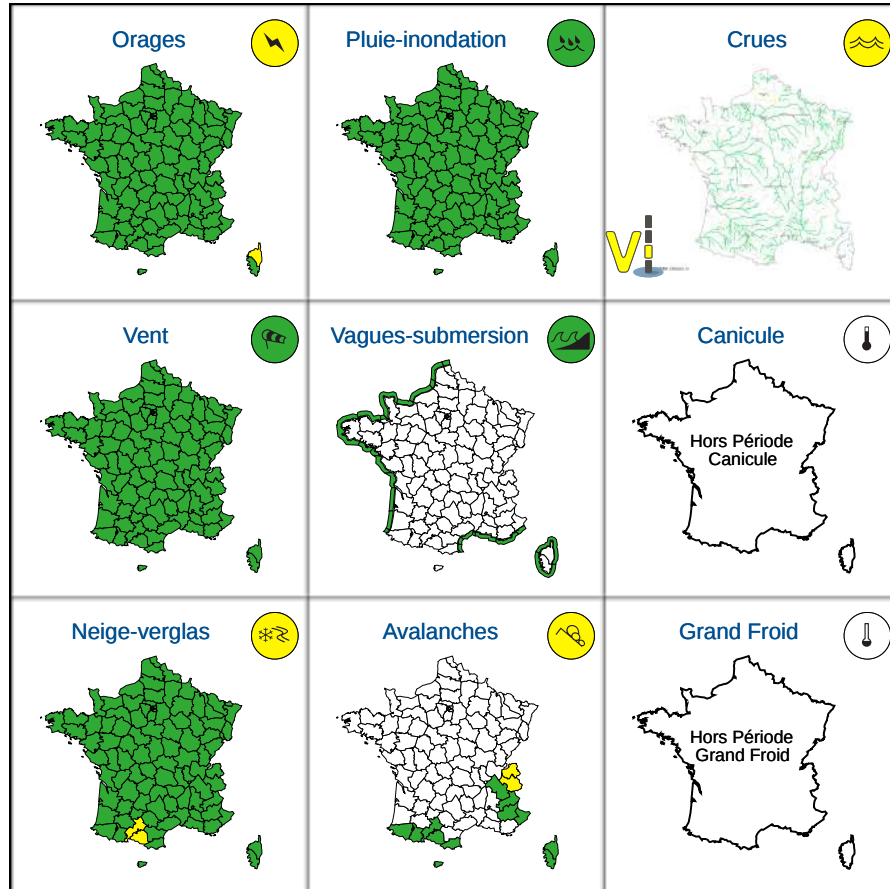 Orages
Pluie-inondation
Crues
Vi
Vent
Vagues-submersion
Canicule
Hors Période
Canicule
Neige-verglas
Avalanches
Grand Froid
Hors Période
Grand Froid